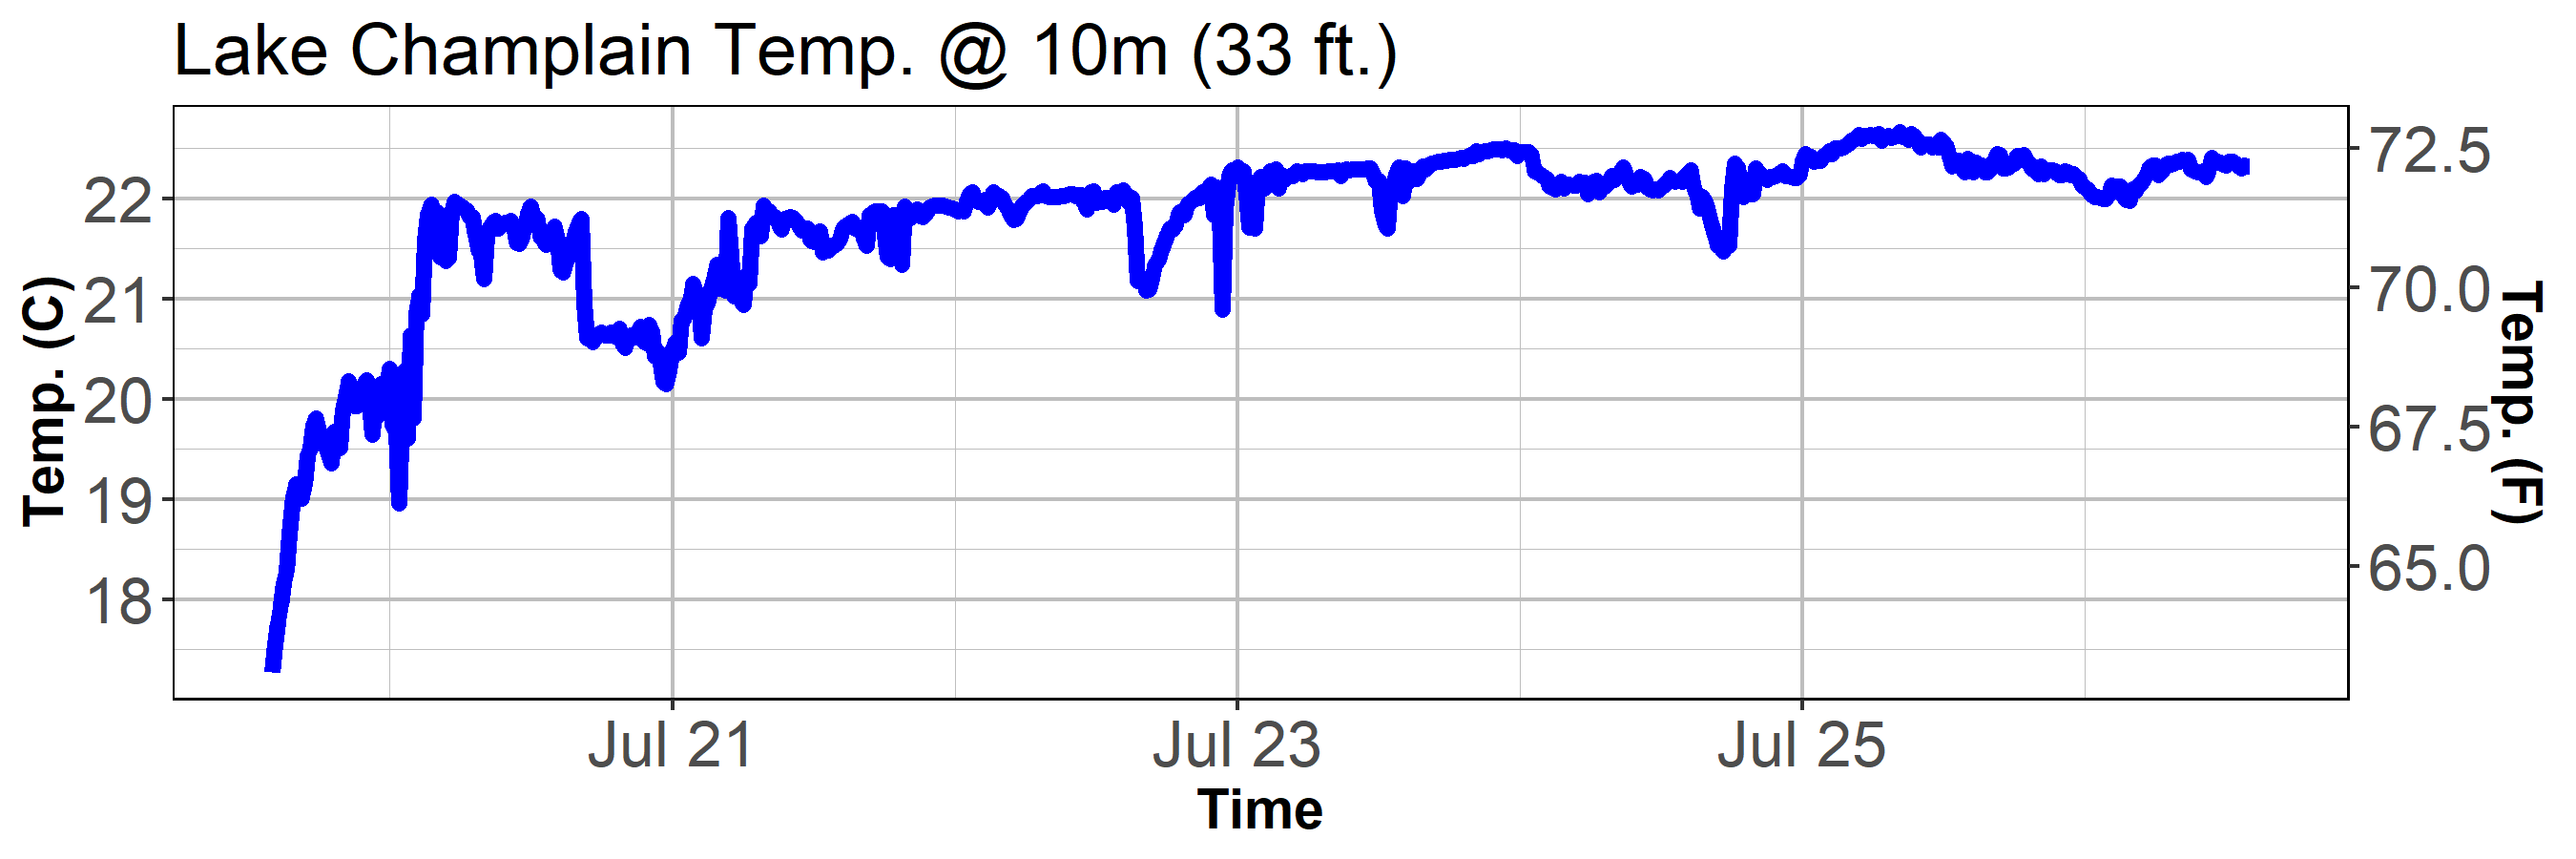 Lake Champlain Temp. @ 10m (33 ft.)
Temp. (C)
22
21
20
19
18
72.5
70.0
67.5
65.0
Temp. (F)
Jul 21
Jul 23
Jul 25
Time